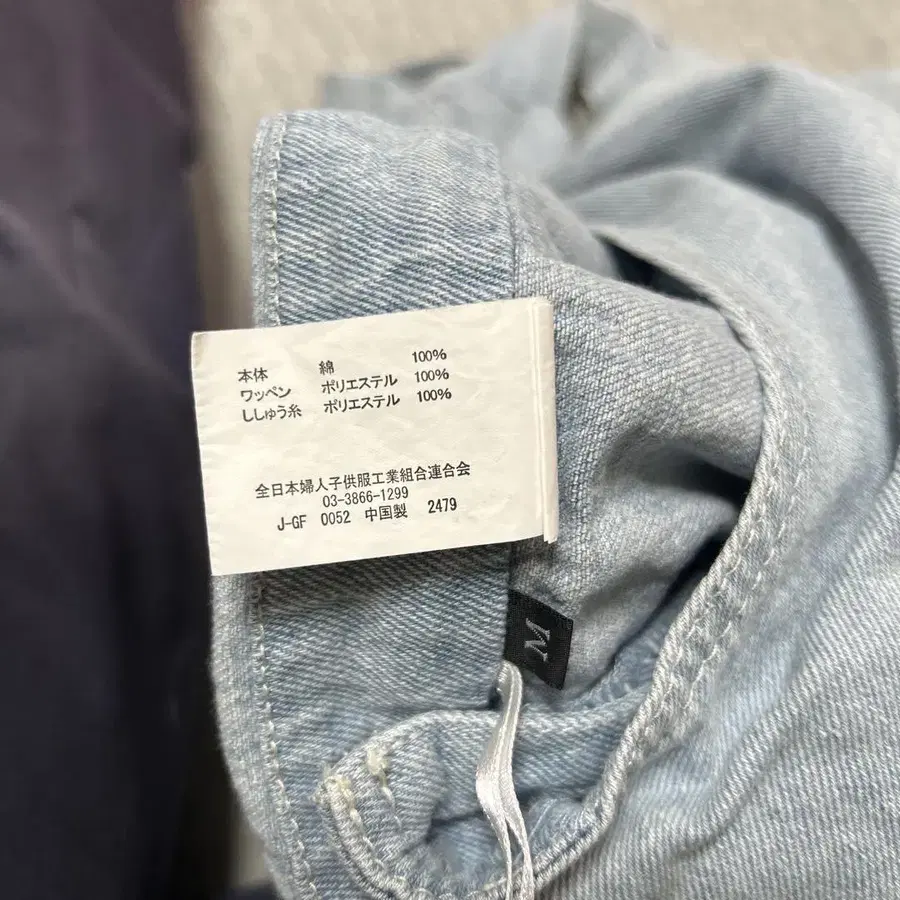 本体 綿 100%
ワッペン ポリエステル 100%
ししゅう糸 ポリエステル 100%
全日本婦人子供服工業組合連合会
03-3866-1299
J-GF 0052 中国製 2479
M